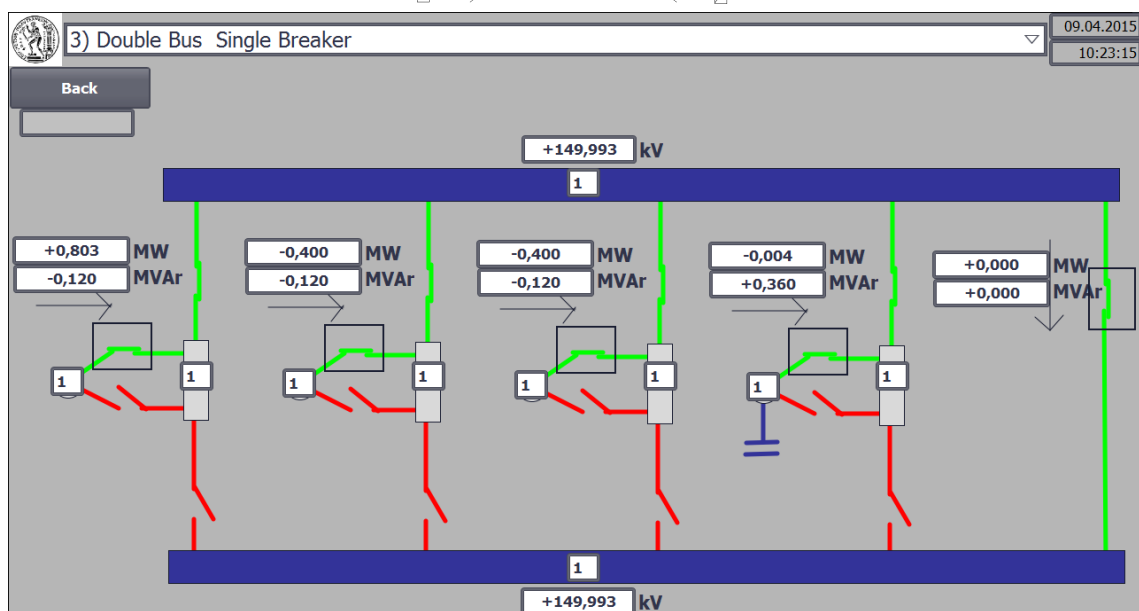 3) Double Bus Single Breaker
09.04.2015
10:23:15
Back
+149,993 kV
1
+0,803 MW
-0,120 MVAr
-0,400 MW
-0,120 MVAr
-0,400 MW
-0,120 MVAr
-0,004 MW
+0,360 MVAr
+0,000 MW
+0,000 MVAr
1 1 1 1 1 1 1 1
1
+149,993 kV